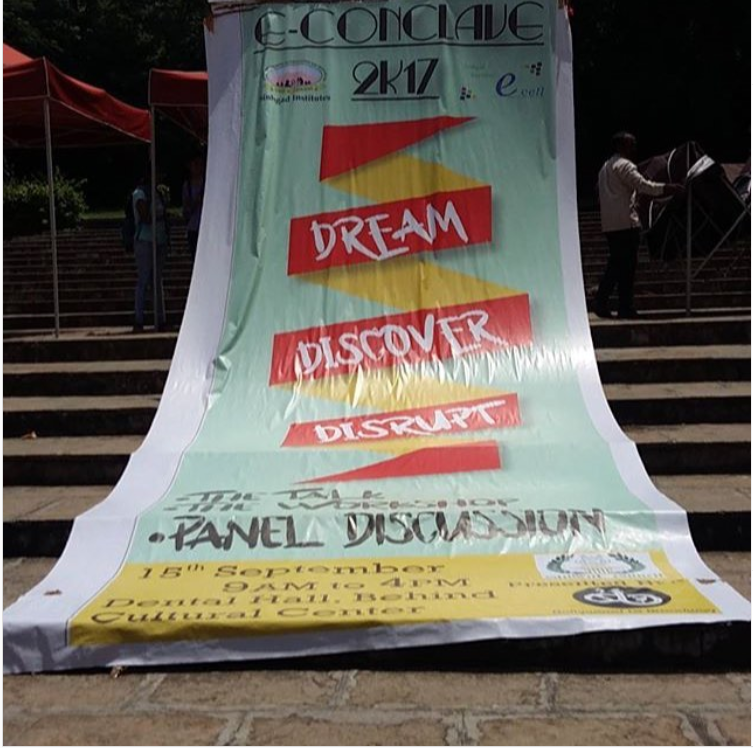 E-CONCLAVE
2K17
Institutes
e cell
DREAM
DISCOVER
DISRUPT
• THE TALK
• THE WORKSHOP
• PANEL DISCUSSION
15th September
9AM to 4PM
Dental Hall, Behind
Cultural Center
Presented by